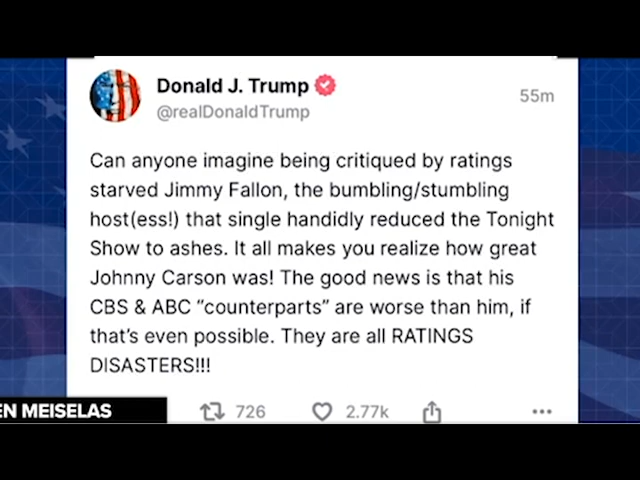 Donald J. Trump
@realDonaldTrump
55m
Can anyone imagine being critiqued by ratings
starved Jimmy Fallon, the bumbling/stumbling
host(ess!) that single handidly reduced the Tonight
Show to ashes. It all makes you realize how great
Johnny Carson was! The good news is that his
CBS & ABC “counterparts” are worse than him, if
that’s even possible. They are all RATINGS
DISASTERS!!!
726
2.77k
EN MEISELAS